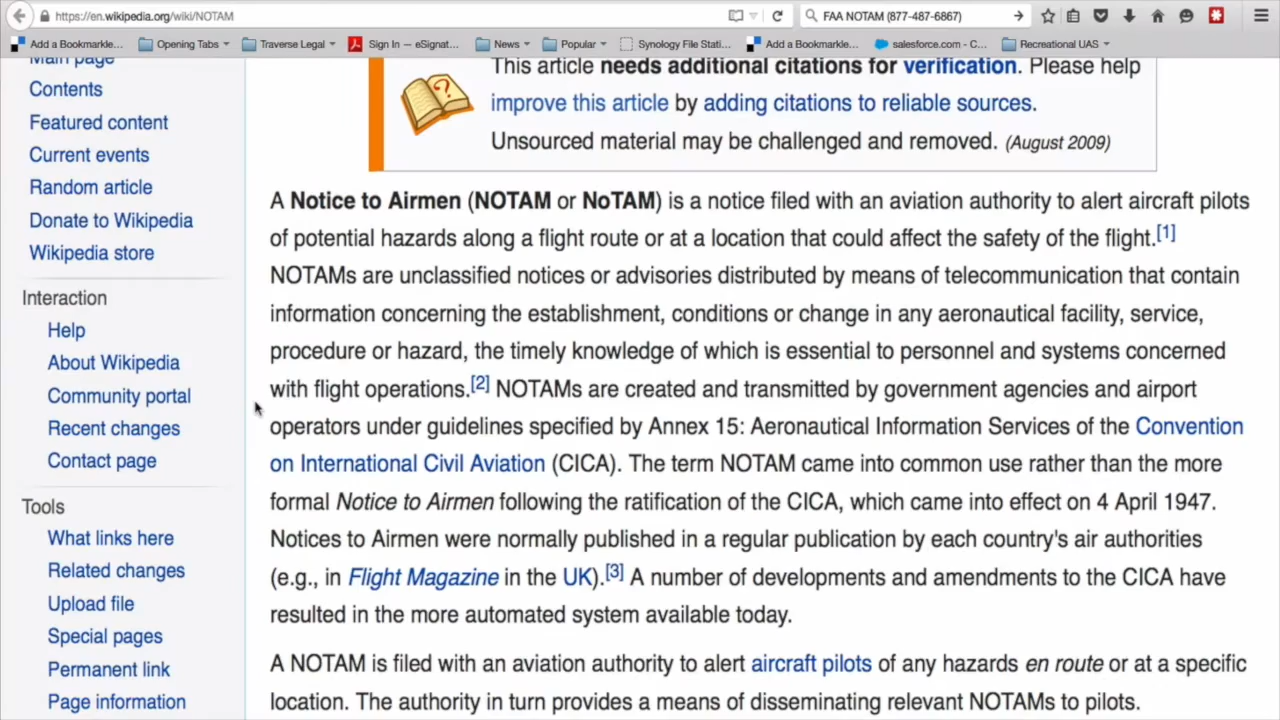 https://en.wikipedia.org/wiki/NOTAM
FAA NOTAM (877-487-6867)
Add a Bookmarkle...
Opening Tabs
Traverse Legal
Sign In — eSignat...
News
Popular
Synology File Stati...
Add a Bookmarkle...
salesforce.com - C...
Recreational UAS
Main page
Contents
Featured content
Current events
Random article
Donate to Wikipedia
Wikipedia store
Interaction
Help
About Wikipedia
Community portal
Recent changes
Contact page
Tools
What links here
Related changes
Upload file
Special pages
Permanent link
Page information
This article needs additional citations for verification. Please help
improve this article by adding citations to reliable sources.
Unsourced material may be challenged and removed. (August 2009)
A Notice to Airmen (NOTAM or NoTAM) is a notice filed with an aviation authority to alert aircraft pilots
of potential hazards along a flight route or at a location that could affect the safety of the flight.[1]
NOTAMs are unclassified notices or advisories distributed by means of telecommunication that contain
information concerning the establishment, conditions or change in any aeronautical facility, service,
procedure or hazard, the timely knowledge of which is essential to personnel and systems concerned
with flight operations.[2] NOTAMs are created and transmitted by government agencies and airport
operators under guidelines specified by Annex 15: Aeronautical Information Services of the Convention
on International Civil Aviation (CICA). The term NOTAM came into common use rather than the more
formal Notice to Airmen following the ratification of the CICA, which came into effect on 4 April 1947.
Notices to Airmen were normally published in a regular publication by each country's air authorities
(e.g., in Flight Magazine in the UK).[3] A number of developments and amendments to the CICA have
resulted in the more automated system available today.
A NOTAM is filed with an aviation authority to alert aircraft pilots of any hazards en route or at a specific
location. The authority in turn provides a means of disseminating relevant NOTAMs to pilots.